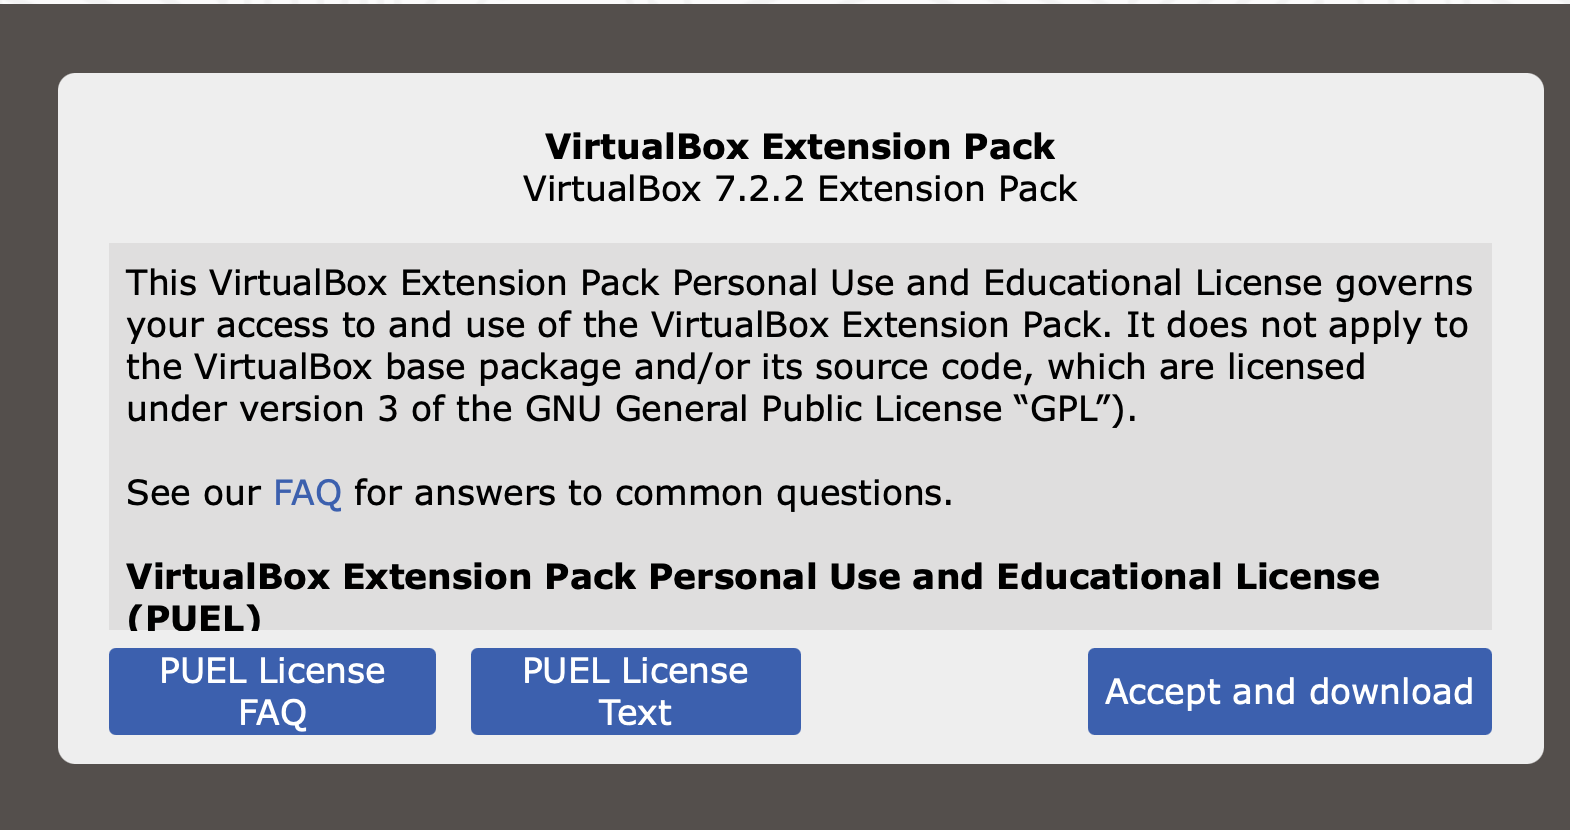 VirtualBox Extension Pack
VirtualBox 7.2.2 Extension Pack
This VirtualBox Extension Pack Personal Use and Educational License governs
your access to and use of the VirtualBox Extension Pack. It does not apply to
the VirtualBox base package and/or its source code, which are licensed
under version 3 of the GNU General Public License “GPL”).
See our FAQ for answers to common questions.
VirtualBox Extension Pack Personal Use and Educational License
(PUEL)
PUEL License
FAQ
PUEL License
Text
Accept and download